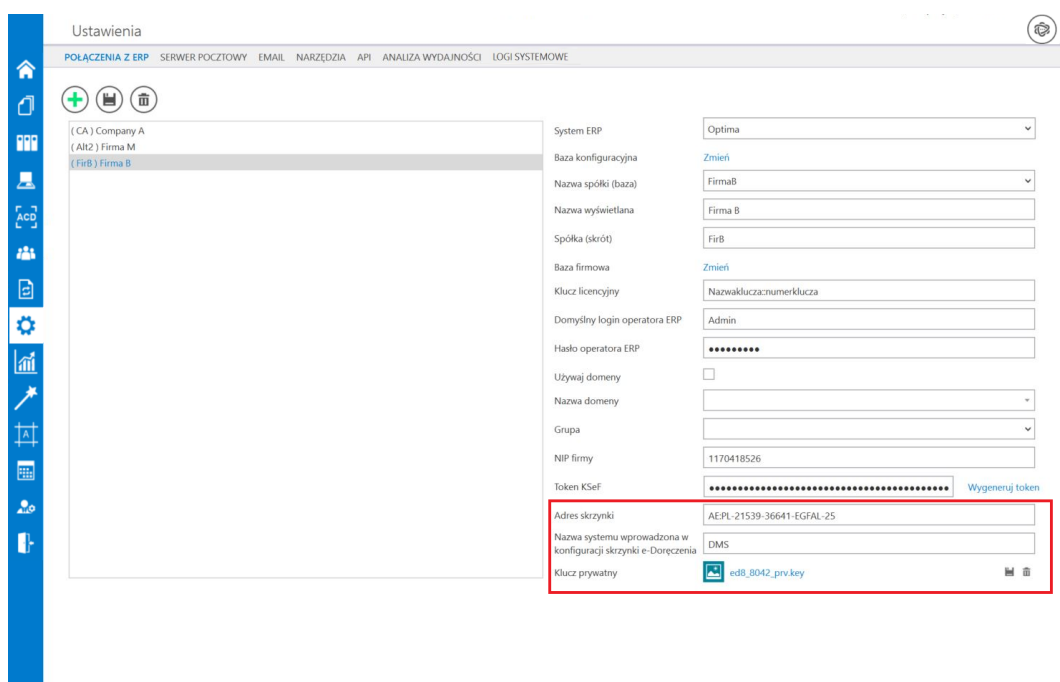 Ustawienia
POŁĄCZENIA Z ERP SERWER POCZTOWY EMAIL NARZĘDZIA API ANALIZA WYDAJNOŚCI LOGI SYSTEMOWE
( CA ) Company A
( Alt2 ) Firma M
( FirB ) Firma B
System ERP Optima
Baza konfiguracyjna Zmień
Nazwa spółki (baza) FirmaB
Nazwa wyświetlana Firma B
Spółka (skrót) FirB
Baza firmowa Zmień
Klucz licencyjny Nazwaklucza::numerklucza
Domyślny login operatora ERP Admin
Hasło operatora ERP •••••••••
Używaj domeny
Nazwa domeny
Grupa
NIP firmy 1170418526
Token KSeF •••••••••••••••••••••••••••••••••••••••• Wygeneruj token
Adres skrzynki AE:PL-21539-36641-EGFAL-25
Nazwa systemu wprowadzona w
konfiguracji skrzynki e-Doręczenia DMS
Klucz prywatny ed8_8042_prv.key
ACD
A